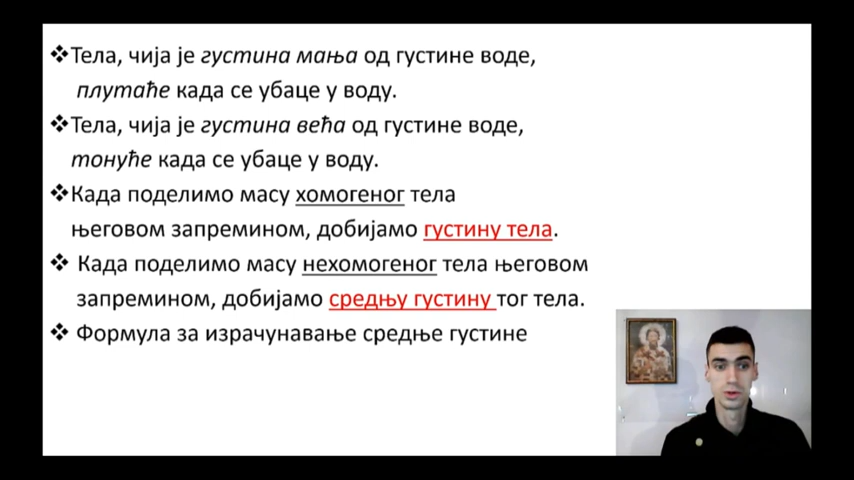 ❖Тела, чија је густина мања од густине воде,
плутаће када се убаце у воду.
❖Тела, чија је густина већа од густине воде,
тонуће када се убаце у воду.
❖Када поделимо масу хомогеног тела
његовом запремином, добијамо густину тела.
❖ Када поделимо масу нехомогеног тела његовом
запремином, добијамо средњу густину тог тела.
❖ Формула за израчунавање средње густине